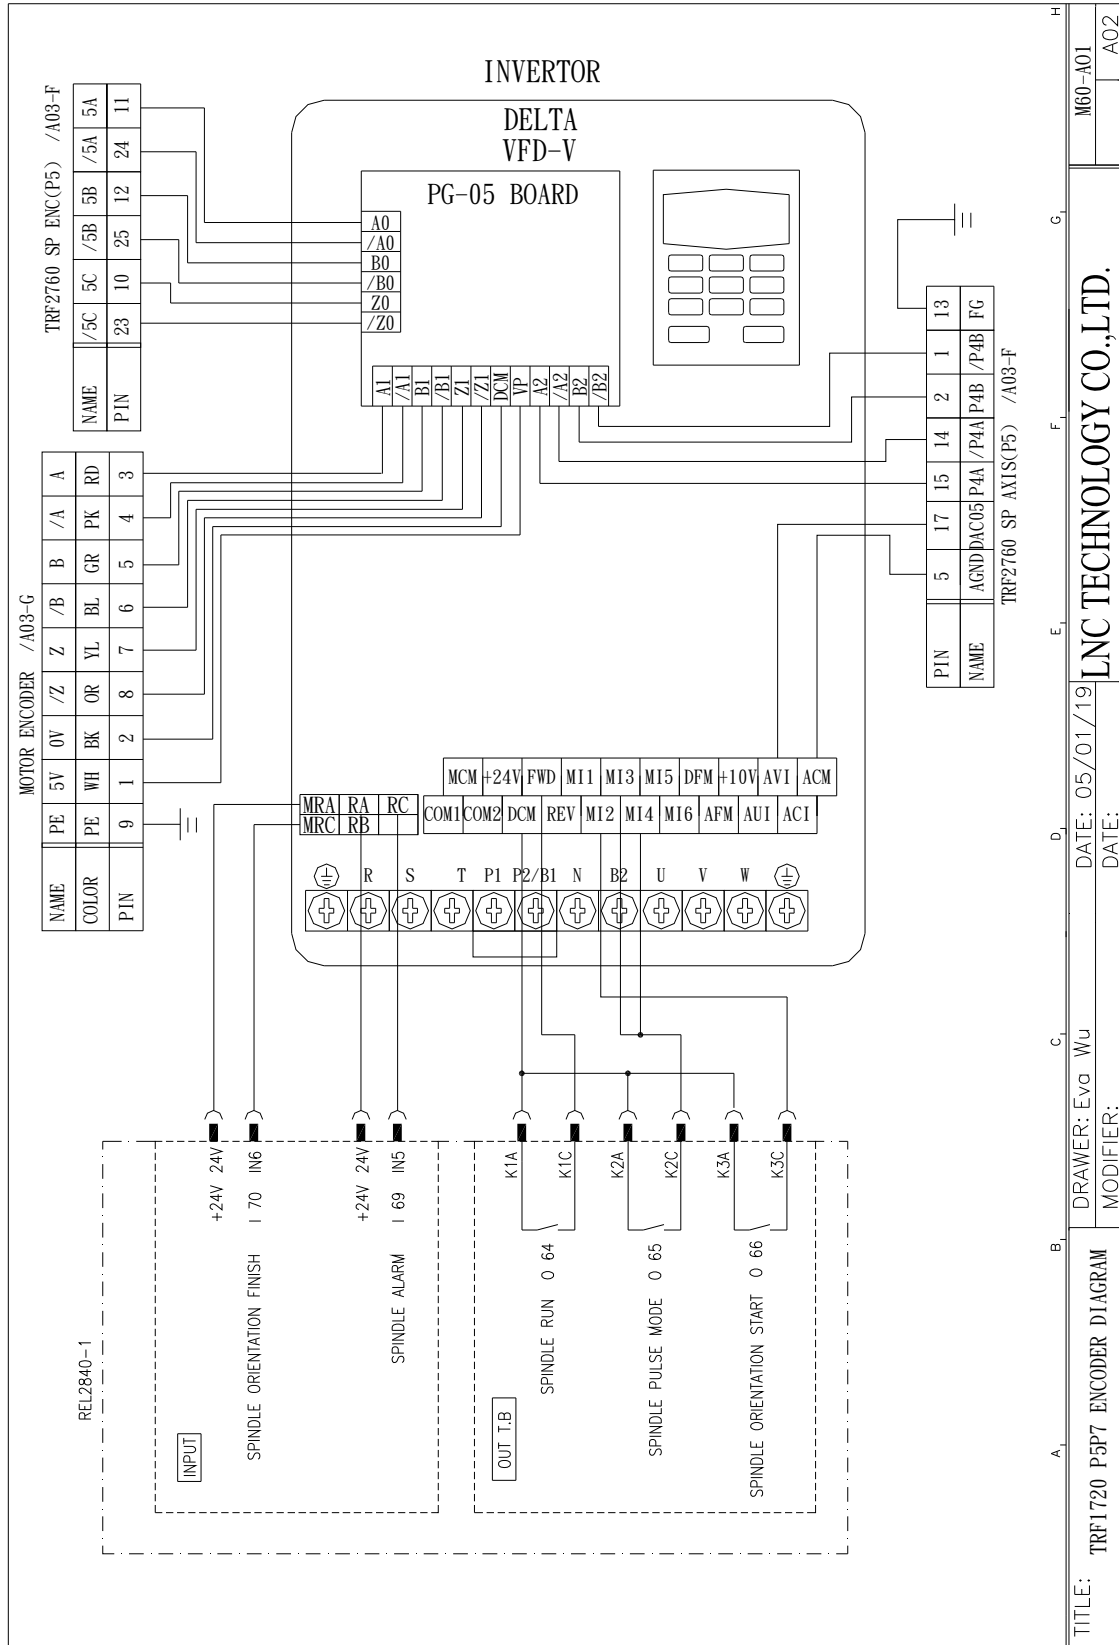 INVERTOR
DELTA
VFD-V
PG-05 BOARD
TRF2760 SP ENC(P5) /A03-F
NAME /5C 5C /5B 5B /5A 5A
PIN 23 10 25 12 24 11
A0
/A0
B0
/B0
Z0
/Z0
A1
/A1
B1
/B1
Z1
/Z1
DCM
VP
A2
/A2
B2
/B2
MOTOR ENCODER /A03-G
NAME PE 5V 0V /Z Z /B B /A A
COLOR PE WH BK OR YL BL GR PK RD
PIN 9 1 2 8 7 6 5 4 3
PIN 5 17 15 14 2 1 13
NAME AGND DAC05 P4A /P4A P4B /P4B FG
TRF2760 SP AXIS(P5) /A03-F
MRA RA RC
MRC RB
MCM +24V FWD MI1 MI3 MI5 DFM +10V AVI ACM
COM1 COM2 DCM REV MI2 MI4 MI6 AFM AUI ACI
R S T P1 P2/B1 N B2 U V W
REL2840-1
INPUT
+24V 24V
SPINDLE ORIENTATION FINISH I 70 IN6
+24V 24V
SPINDLE ALARM I 69 IN5
OUT T.B
K1A
SPINDLE RUN O 64
K1C
K2A
SPINDLE PULSE MODE O 65
K2C
K3A
SPINDLE ORIENTATION START O 66
K3C
A B C D E F G H
TITLE: TRF1720 P5P7 ENCODER DIAGRAM
DRAWER: Eva Wu
DATE: 05/01/19
MODIFIER:
DATE:
LNC TECHNOLOGY CO.,LTD.
M60-A01
A02